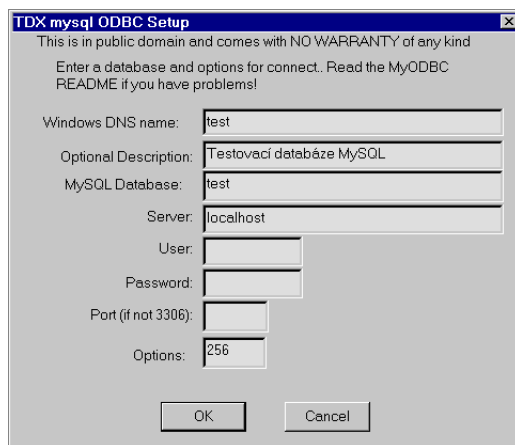 TDX mysql ODBC Setup
This is in public domain and comes with NO WARRANTY of any kind
Enter a database and options for connect.. Read the MyODBC
README if you have problems!
Windows DNS name: test
Optional Description: Testovací databáze MySQL
MySQL Database: test
Server: localhost
User:
Password:
Port (if not 3306):
Options: 256
OK Cancel